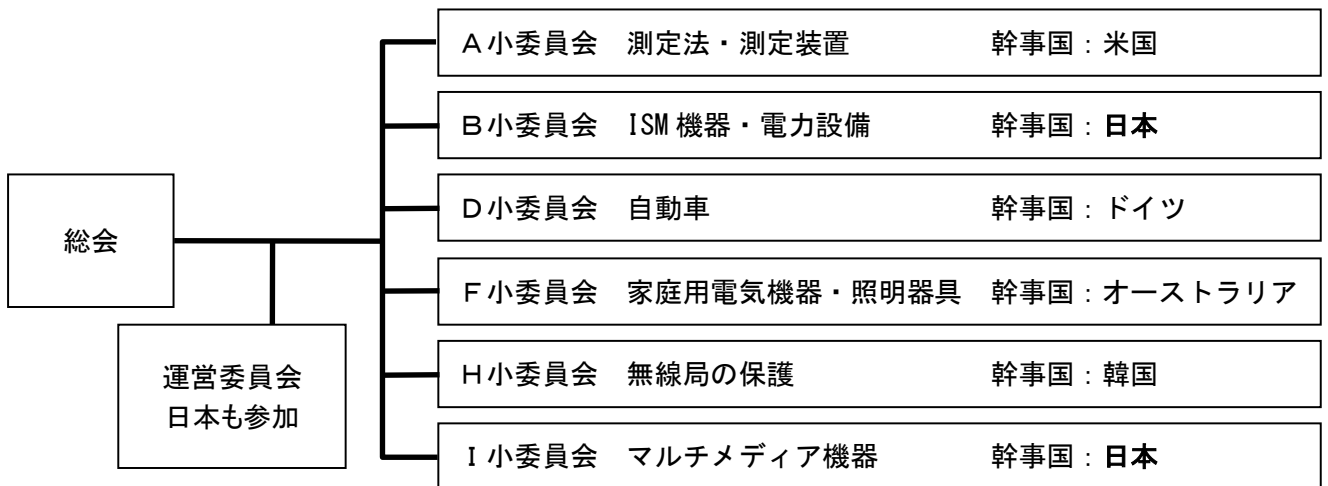 A小委員会 測定法・測定装置 幹事国：米国
B小委員会 ISM機器・電力設備 幹事国：日本
D小委員会 自動車 幹事国：ドイツ
F小委員会 家庭用電気機器・照明器具 幹事国：オーストラリア
H小委員会 無線局の保護 幹事国：韓国
I小委員会 マルチメディア機器 幹事国：日本
総会
運営委員会
日本も参加